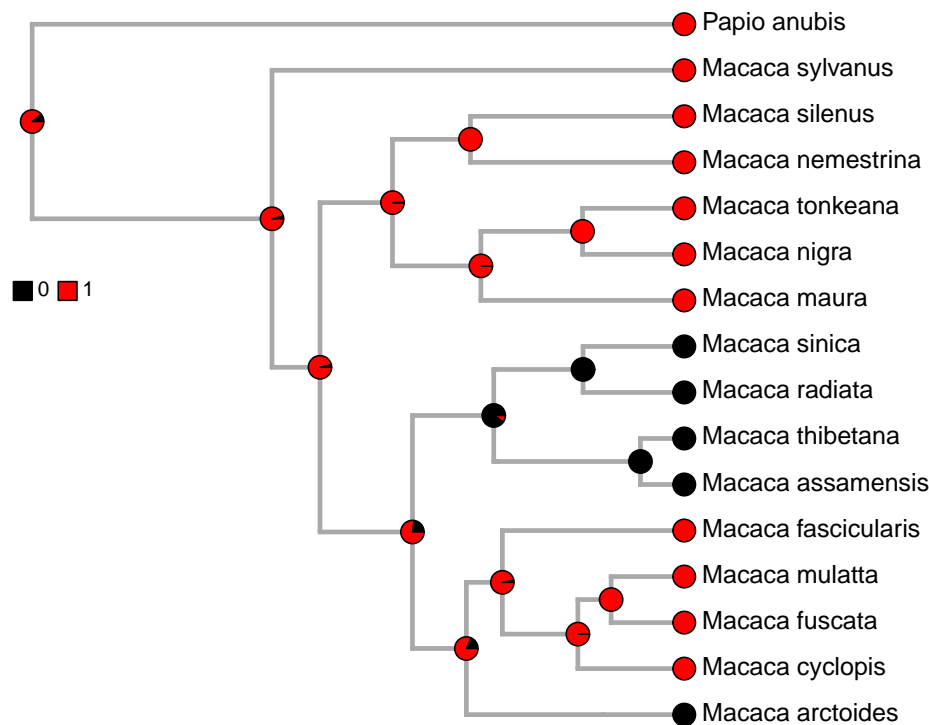 Papio anubis
Macaca sylvanus
Macaca silenus
Macaca nemestrina
Macaca tonkeana
Macaca nigra
0 1
Macaca maura
Macaca sinica
Macaca radiata
Macaca thibetana
Macaca assamensis
Macaca fascicularis
Macaca mulatta
Macaca fuscata
Macaca cyclopis
Macaca arctoides